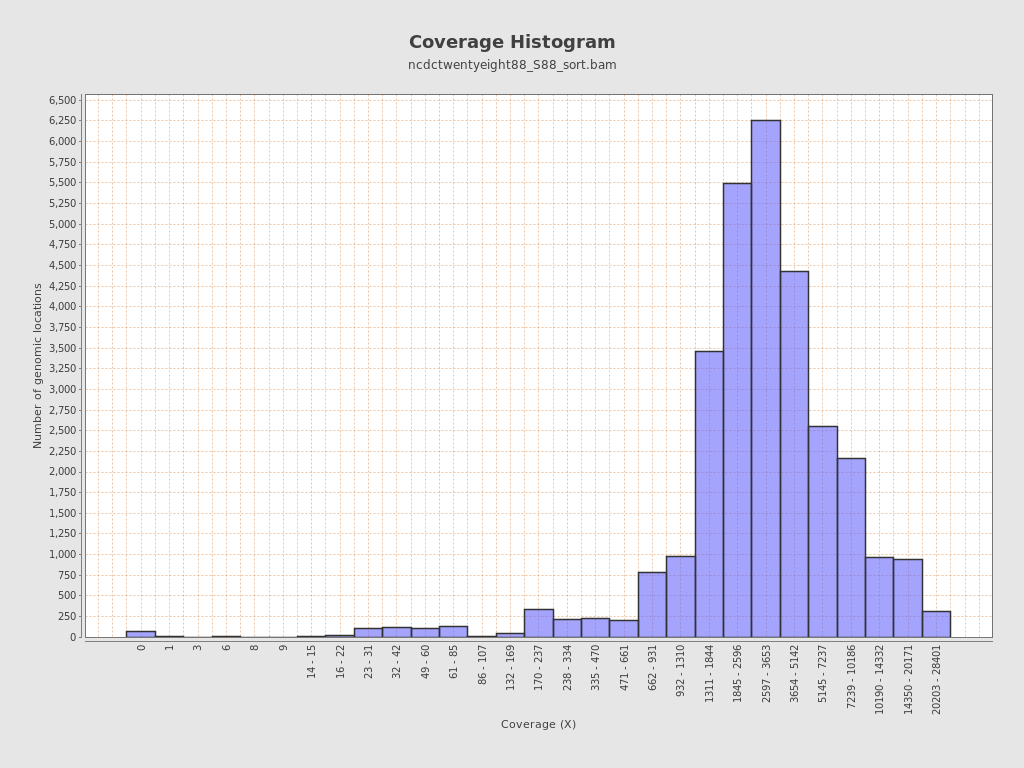 Coverage Histogram
ncdctwentyeight88_S88_sort.bam
Number of genomic locations
6,500
6,250
6,000
5,750
5,500
5,250
5,000
4,750
4,500
4,250
4,000
3,750
3,500
3,250
3,000
2,750
2,500
2,250
2,000
1,750
1,500
1,250
1,000
750
500
250
0
0
1
3
6
8
9
14 - 15
16 - 22
23 - 31
32 - 42
49 - 60
61 - 85
86 - 107
132 - 169
170 - 237
238 - 334
335 - 470
471 - 661
662 - 931
932 - 1310
1311 - 1844
1845 - 2596
2597 - 3653
3654 - 5142
5145 - 7237
7239 - 10186
10190 - 14332
14350 - 20171
20203 - 28401
Coverage (X)